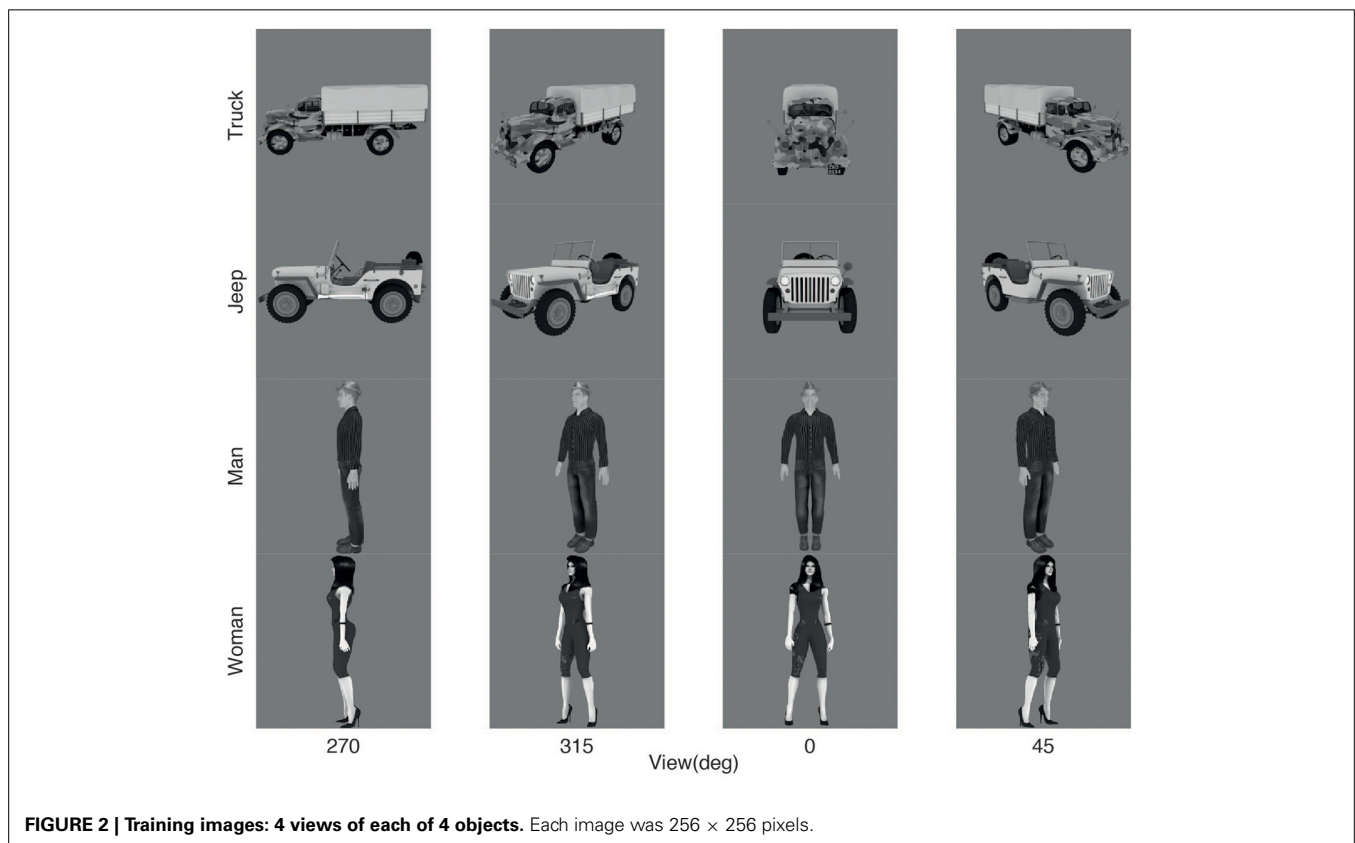 Truck
Jeep
Man
Woman
270 315 0 45
View(deg)
FIGURE 2 | Training images: 4 views of each of 4 objects. Each image was 256 × 256 pixels.